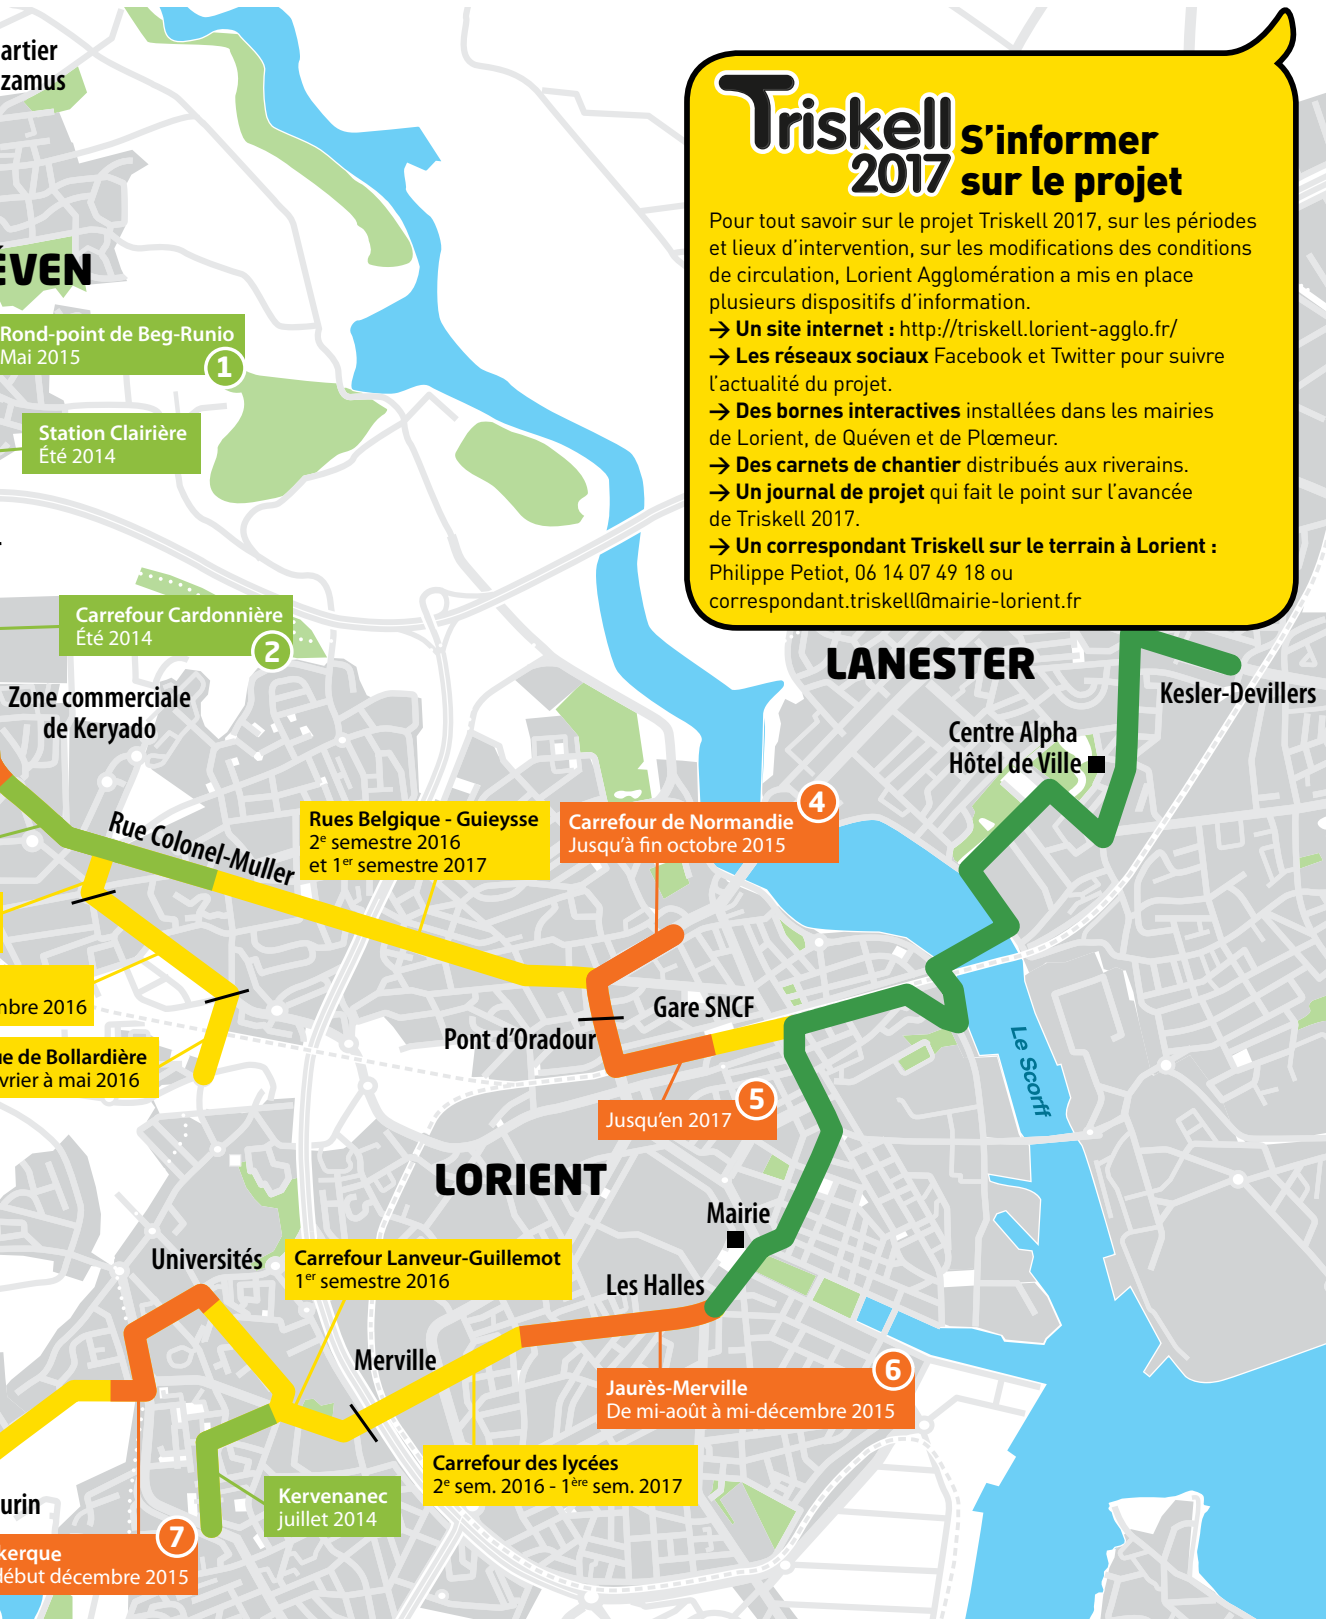 artier
zamus
ÉVEN
Rond-point de Beg-Runio
Mai 2015
1
Station Clairière
Été 2014
Carrefour Cardonnière
Été 2014
2
Zone commerciale
de Keryado
Triskell
2017
S'informer
sur le projet
Pour tout savoir sur le projet Triskell 2017, sur les périodes
et lieux d'intervention, sur les modifications des conditions
de circulation, Lorient Agglomération a mis en place
plusieurs dispositifs d'information.
→ Un site internet : http://triskell.lorient-agglo.fr/
→ Les réseaux sociaux Facebook et Twitter pour suivre
l'actualité du projet.
→ Des bornes interactives installées dans les mairies
de Lorient, de Quéven et de Plœmeur.
→ Des carnets de chantier distribués aux riverains.
→ Un journal de projet qui fait le point sur l'avancée
de Triskell 2017.
→ Un correspondant Triskell sur le terrain à Lorient :
Philippe Petiot, 06 14 07 49 18 ou
correspondant.triskell@mairie-lorient.fr
LANESTER
Kesler-Devillers
Centre Alpha
Hôtel de Ville
Rue Colonel-Muller
Rues Belgique - Guieysse
2e semestre 2016
et 1er semestre 2017
4
Carrefour de Normandie
Jusqu'à fin octobre 2015
mbre 2016
ue de Bollardière
vrier à mai 2016
Gare SNCF
Pont d'Oradour
5
Jusqu'en 2017
Le Scorff
LORIENT
Mairie
Universités
Carrefour Lanveur-Guillemot
1er semestre 2016
Les Halles
Merville
6
Jaurès-Merville
De mi-août à mi-décembre 2015
Carrefour des lycées
2e sem. 2016 - 1ère sem. 2017
Kervenanec
juillet 2014
urin
7
kerque
début décembre 2015